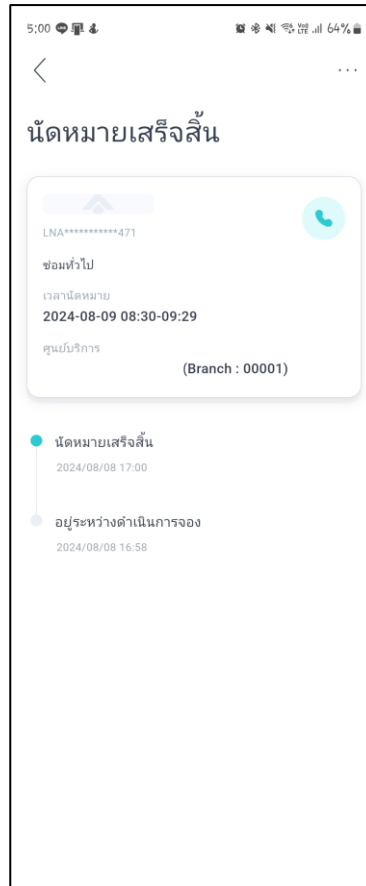 5:00
64%
...
นัดหมายเสร็จสิ้น
LNA***********471
ซ่อมทั่วไป
เวลานัดหมาย
2024-08-09 08:30-09:29
ศูนย์บริการ
(Branch : 00001)
นัดหมายเสร็จสิ้น
2024/08/08 17:00
อยู่ระหว่างดำเนินการจอง
2024/08/08 16:58